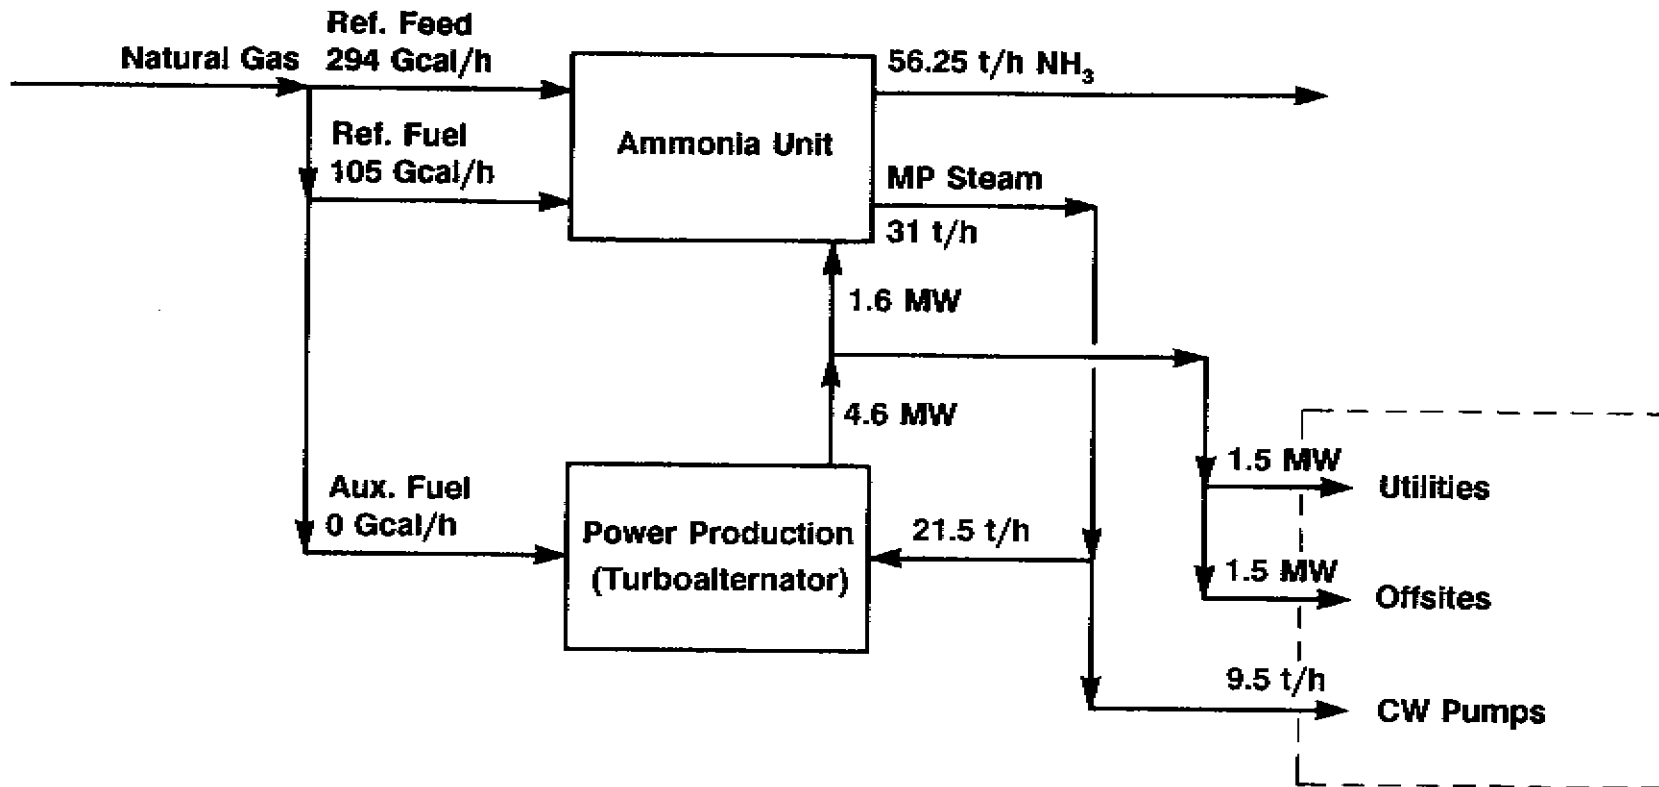 Ref. Feed
Natural Gas 294 Gcal/h
56.25 t/h NH₃
Ref. Fuel
105 Gcal/h
Ammonia Unit
MP Steam
31 t/h
1.6 MW
4.6 MW
Aux. Fuel
0 Gcal/h
Power Production
(Turboalternator)
21.5 t/h
1.5 MW
Utilities
1.5 MW
Offsites
9.5 t/h
CW Pumps